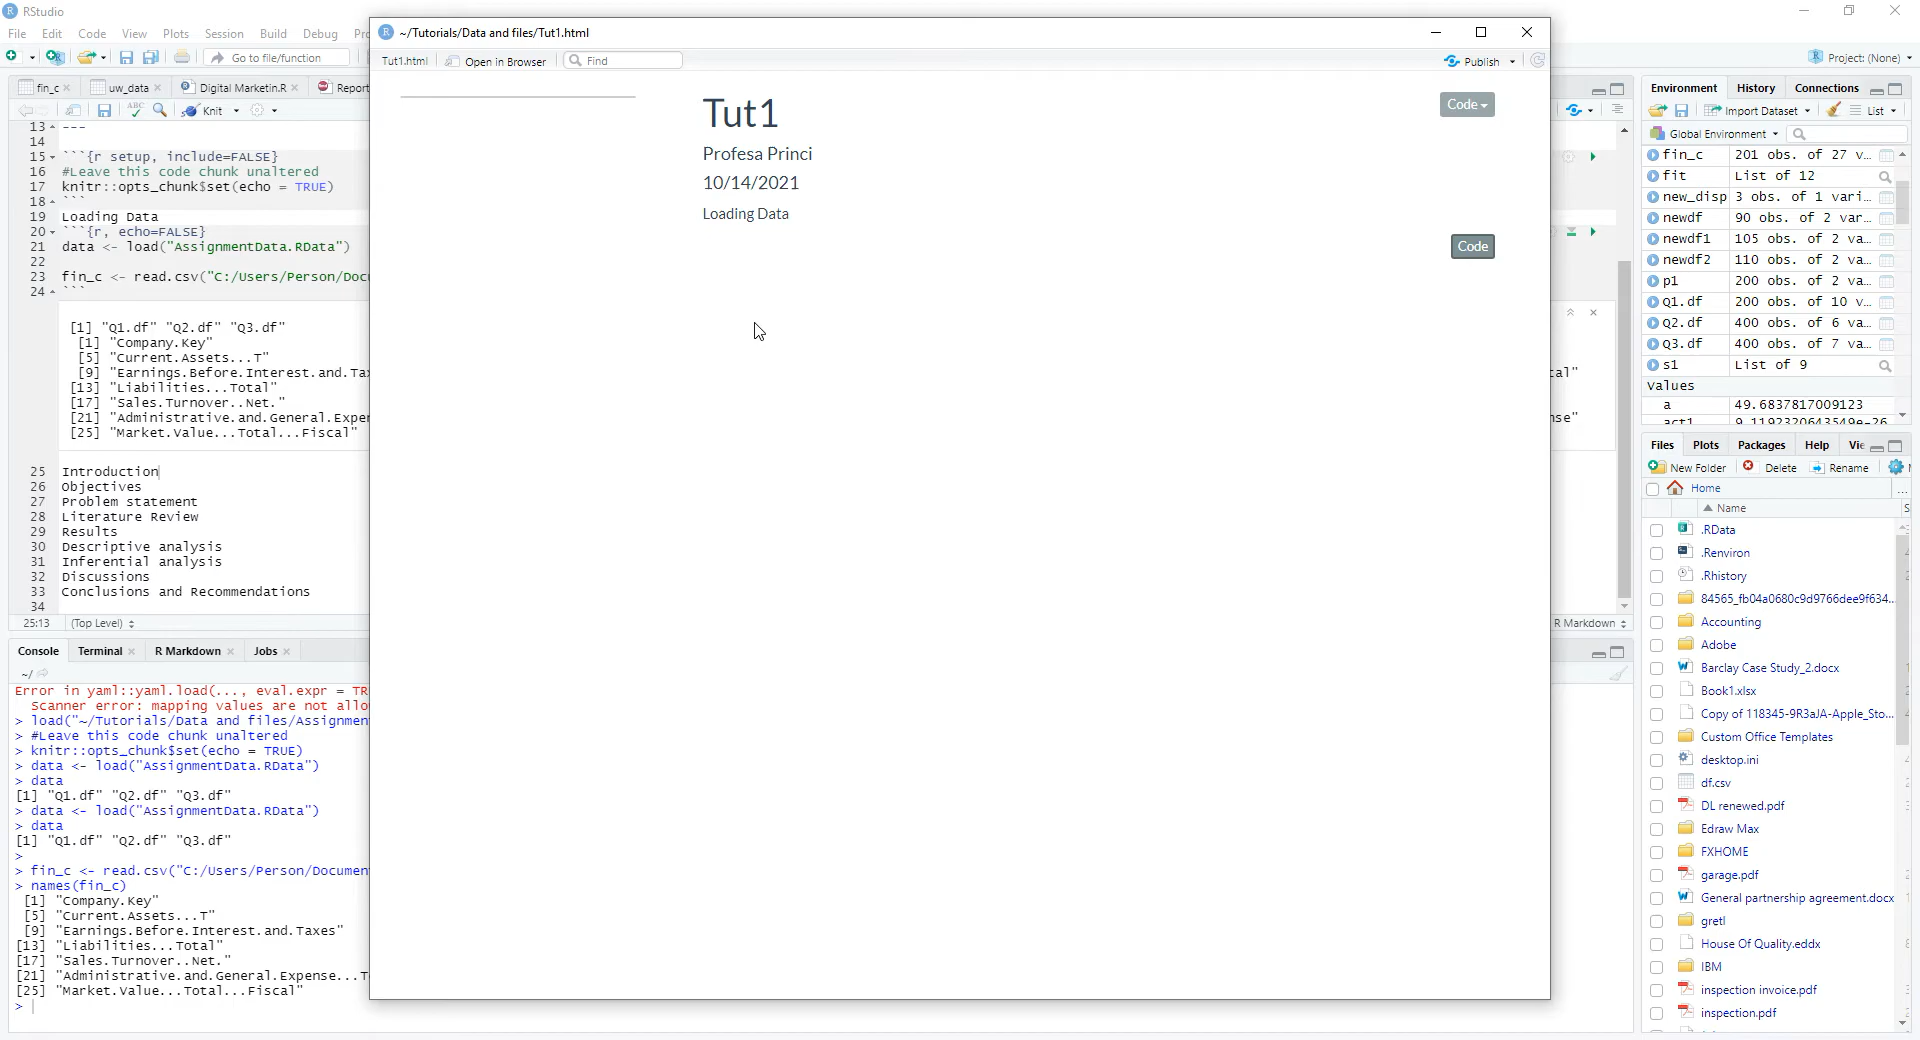 RStudio
File Edit Code View Plots Session Build Debug
Go to file/function
Project: (None)
fin_c
uw_data
Digital Marketin.R
Report
Knit
13 ---
14
15 ```{r setup, include=FALSE}
16 #Leave this code chunk unaltered
17 knitr::opts_chunk$set(echo = TRUE)
18 ```
19 Loading Data
20 ```{r, echo=FALSE}
21 data <- load("AssignmentData.RData")
22
23 fin_c <- read.csv("C:/Users/Person/Doc
24 ```
[1] "Q1.df" "Q2.df" "Q3.df"
[1] "Company.Key"
[5] "Current.Assets...T"
[9] "Earnings.Before.Interest.and.Tax
[13] "Liabilities...Total"
[17] "Sales.Turnover..Net."
[21] "Administrative.and.General.Exper
[25] "Market.Value...Total...Fiscal"
25 Introduction
26 Objectives
27 Problem statement
28 Literature Review
29 Results
30 Descriptive analysis
31 Inferential analysis
32 Discussions
33 Conclusions and Recommendations
34
25:13 (Top Level)
R Markdown
Console Terminal R Markdown Jobs
~/
Error in yaml::yaml.load(..., eval.expr = TR
Scanner error: mapping values are not allo
> load("~/Tutorials/Data and files/Assignmen
> #Leave this code chunk unaltered
> knitr::opts_chunk$set(echo = TRUE)
> data <- load("AssignmentData.RData")
> data
[1] "Q1.df" "Q2.df" "Q3.df"
> data <- load("AssignmentData.RData")
> data
[1] "Q1.df" "Q2.df" "Q3.df"
>
> fin_c <- read.csv("C:/Users/Person/Documen
> names(fin_c)
[1] "Company.Key"
[5] "Current.Assets...T"
[9] "Earnings.Before.Interest.and.Taxes"
[13] "Liabilities...Total"
[17] "Sales.Turnover..Net."
[21] "Administrative.and.General.Expense...T
[25] "Market.Value...Total...Fiscal"
>
~/Tutorials/Data and files/Tut1.html
Tut1.html Open in Browser Find Publish
Tut1
Code
Profesa Princi
10/14/2021
Loading Data
Code
tal"
nse"
Environment History Connections
Import Dataset List
Global Environment
fin_c 201 obs. of 27 v...
fit List of 12
new_disp 3 obs. of 1 vari...
newdf 90 obs. of 2 var...
newdf1 105 obs. of 2 va...
newdf2 110 obs. of 2 va...
p1 200 obs. of 2 va...
Q1.df 200 obs. of 10 v...
Q2.df 400 obs. of 6 va...
Q3.df 400 obs. of 7 va...
s1 List of 9
Values
a 49.6837817009123
act1 9.1192320643549e-26
Files Plots Packages Help Vie
New Folder Delete Rename
Home ...
Name
.RData
.Renviron
.Rhistory
84565_fb04a0680c9d9766dee9f634...
Accounting
Adobe
Barclay Case Study_2.docx
Book1.xlsx
Copy of 118345-9R3aJA-Apple_Sto...
Custom Office Templates
desktop.ini
df.csv
DL renewed.pdf
Edraw Max
FXHOME
garage.pdf
General partnership agreement.docx
gretl
House Of Quality.eddx
IBM
inspection invoice.pdf
inspection.pdf